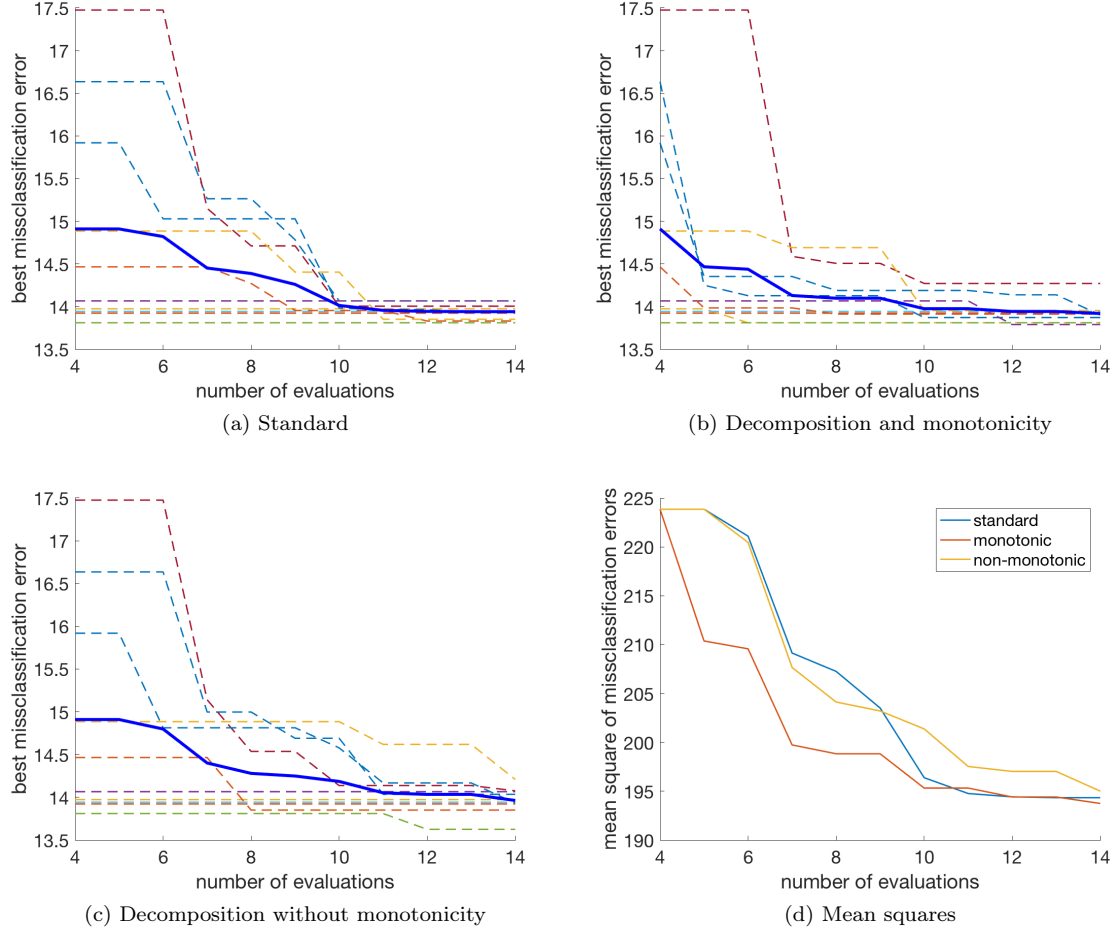 17.5
17
16.5
16
15.5
15
14.5
14
13.5
4 6 8 10 12 14
best missclassification error
number of evaluations
(a) Standard
17.5
17
16.5
16
15.5
15
14.5
14
13.5
4 6 8 10 12 14
best missclassification error
number of evaluations
(b) Decomposition and monotonicity
17.5
17
16.5
16
15.5
15
14.5
14
13.5
4 6 8 10 12 14
best missclassification error
number of evaluations
(c) Decomposition without monotonicity
225
220
215
210
205
200
195
190
4 6 8 10 12 14
mean square of missclassification errors
number of evaluations
standard
monotonic
non-monotonic
(d) Mean squares